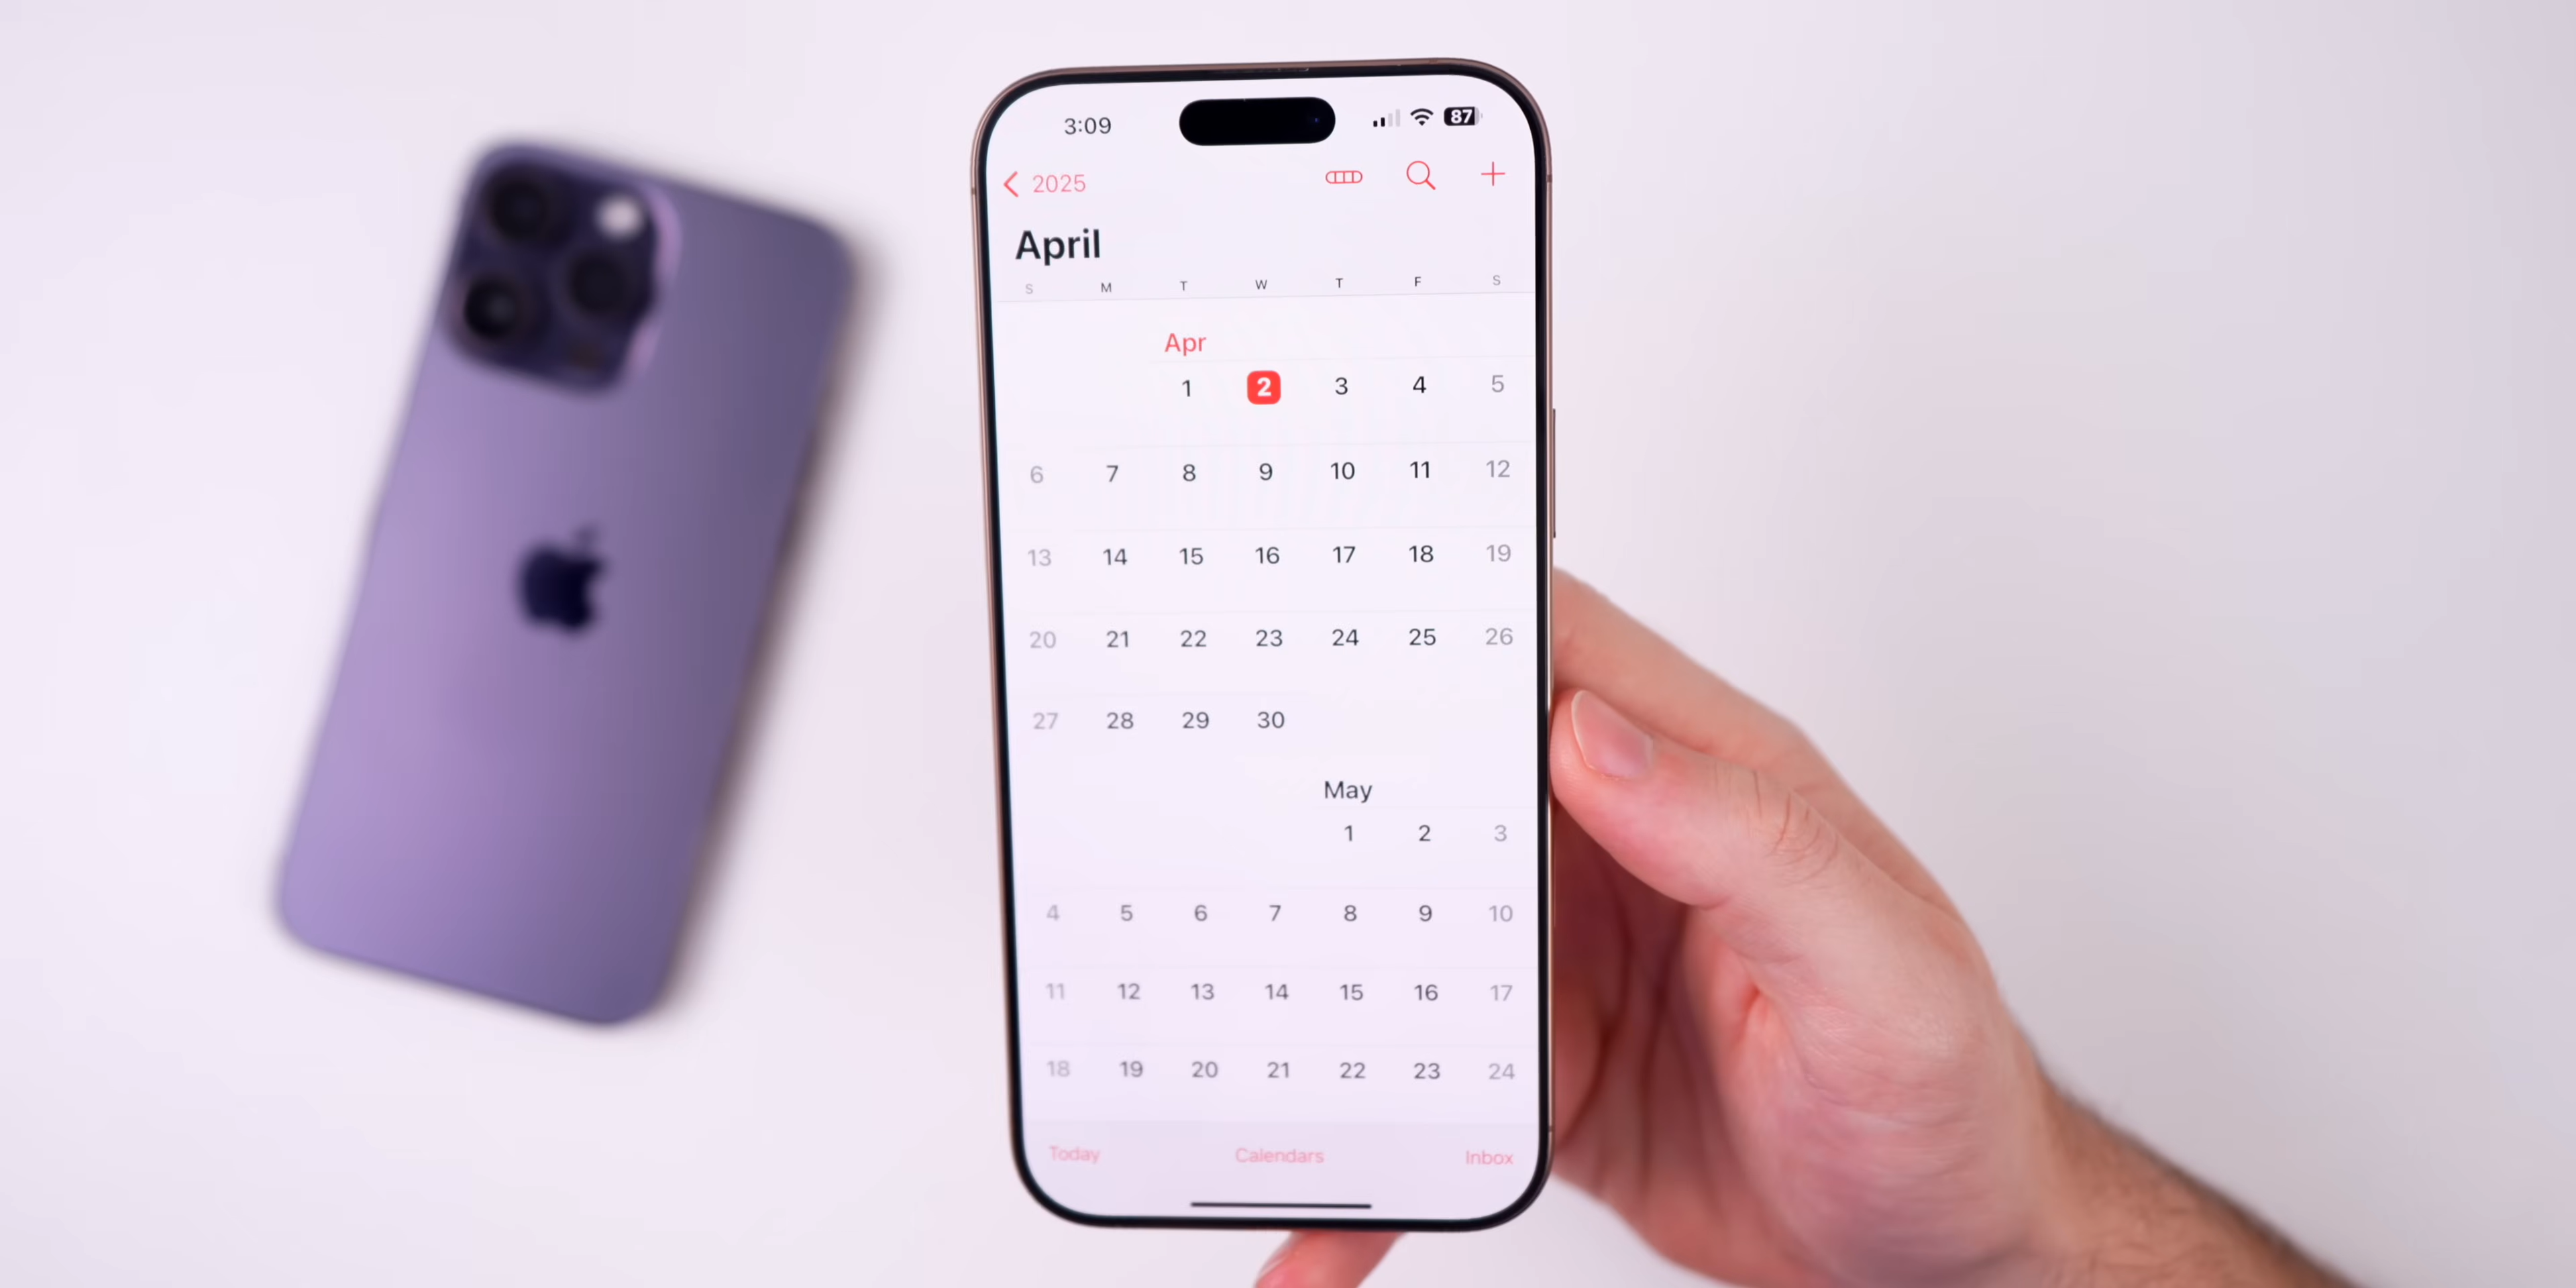 3:09 87
2025
April
S M T W T F S
Apr
1 2 3 4 5
6 7 8 9 10 11 12
13 14 15 16 17 18 19
20 21 22 23 24 25 26
27 28 29 30
May
1 2 3
4 5 6 7 8 9 10
11 12 13 14 15 16 17
18 19 20 21 22 23 24
Today Calendars Inbox